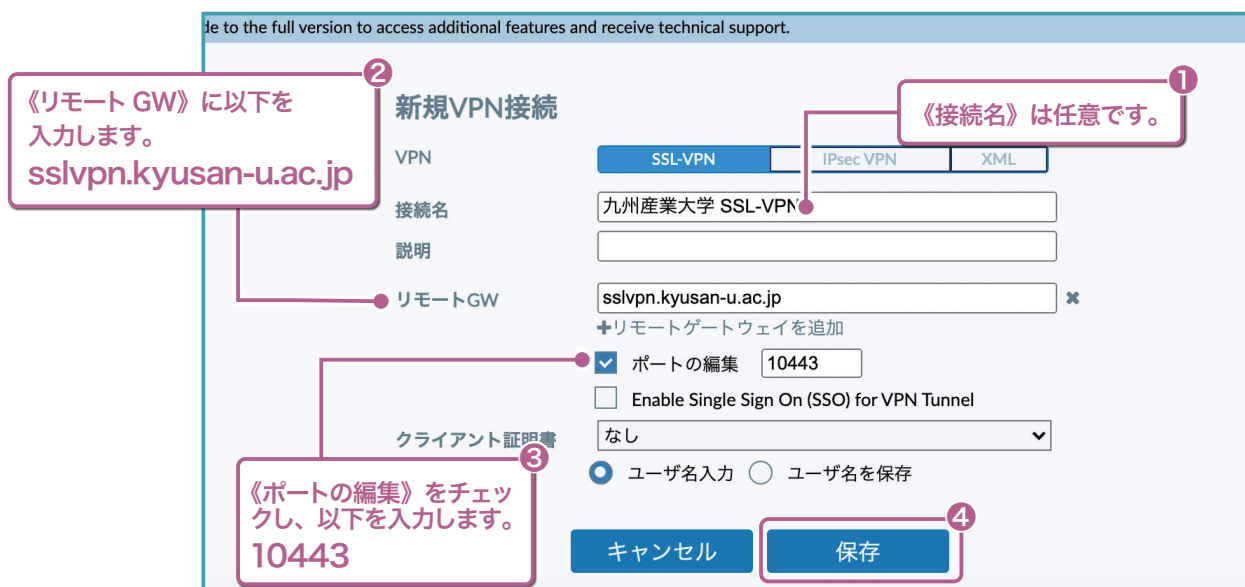 de to the full version to access additional features and receive technical support.
❷
《リモート GW》に以下を
入力します。
sslvpn.kyusan-u.ac.jp
新規VPN接続
❶
《接続名》は任意です。
VPN
SSL-VPN
IPsec VPN
XML
接続名
九州産業大学 SSL-VPN
説明
リモートGW
sslvpn.kyusan-u.ac.jp
✖
✚リモートゲートウェイを追加
ポートの編集
10443
Enable Single Sign On (SSO) for VPN Tunnel
クライアント証明書
なし
ユーザ名入力
ユーザ名を保存
❸
《ポートの編集》をチェッ
クし、以下を入力します。
10443
キャンセル
❹
保存